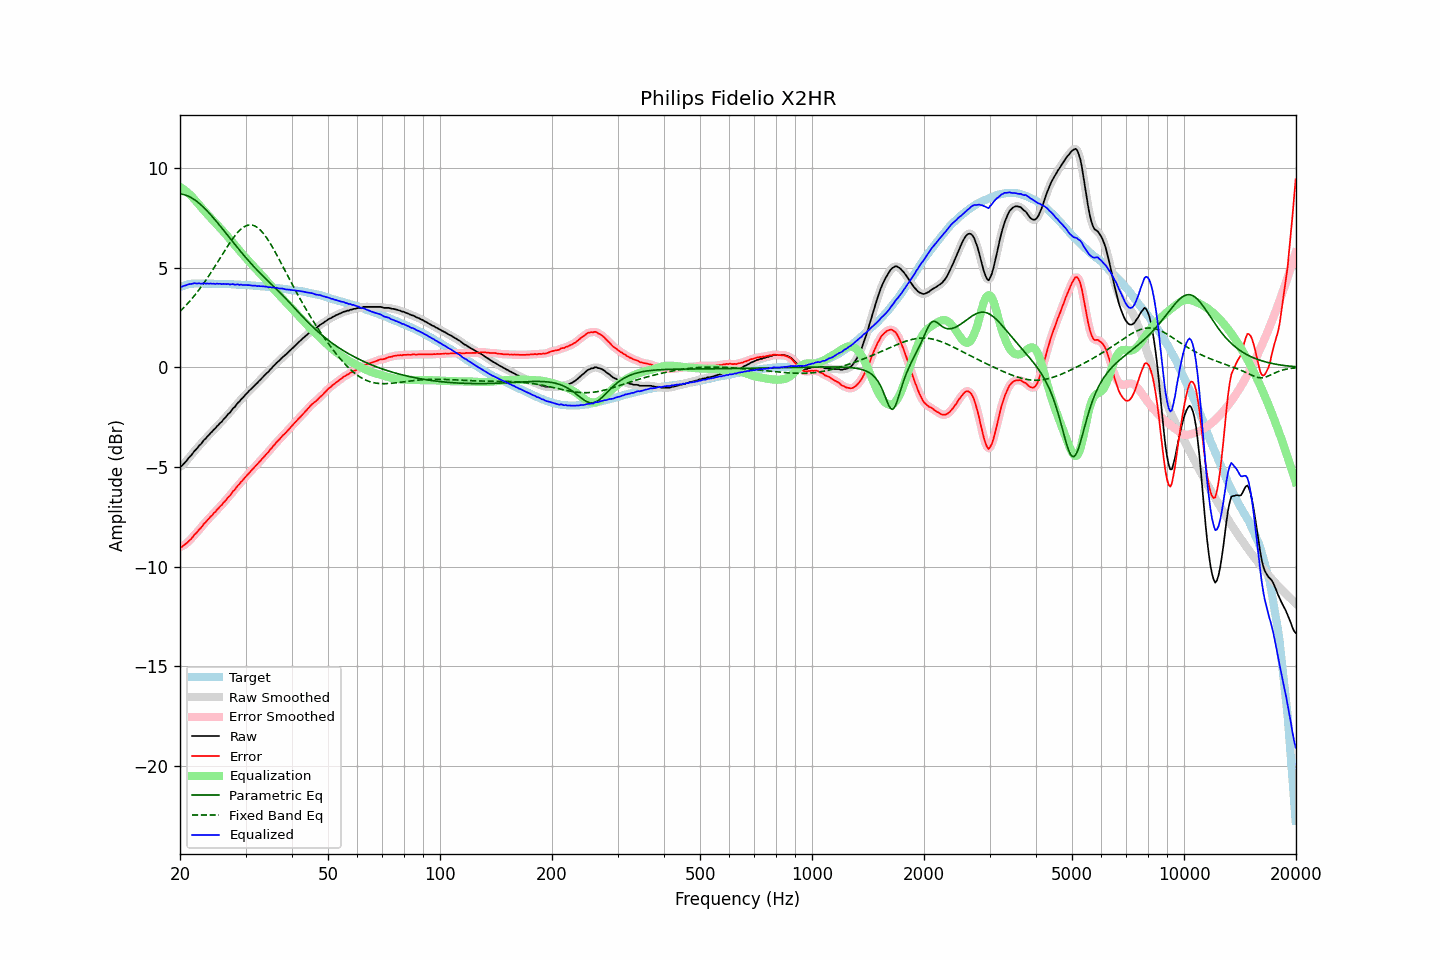 Philips Fidelio X2HR
Amplitude (dBr)
10
5
0
−5
−10
−15
−20
Target
Raw Smoothed
Error Smoothed
Raw
Error
Equalization
Parametric Eq
Fixed Band Eq
Equalized
20 50 100 200 500 1000 2000 5000 10000 20000
Frequency (Hz)